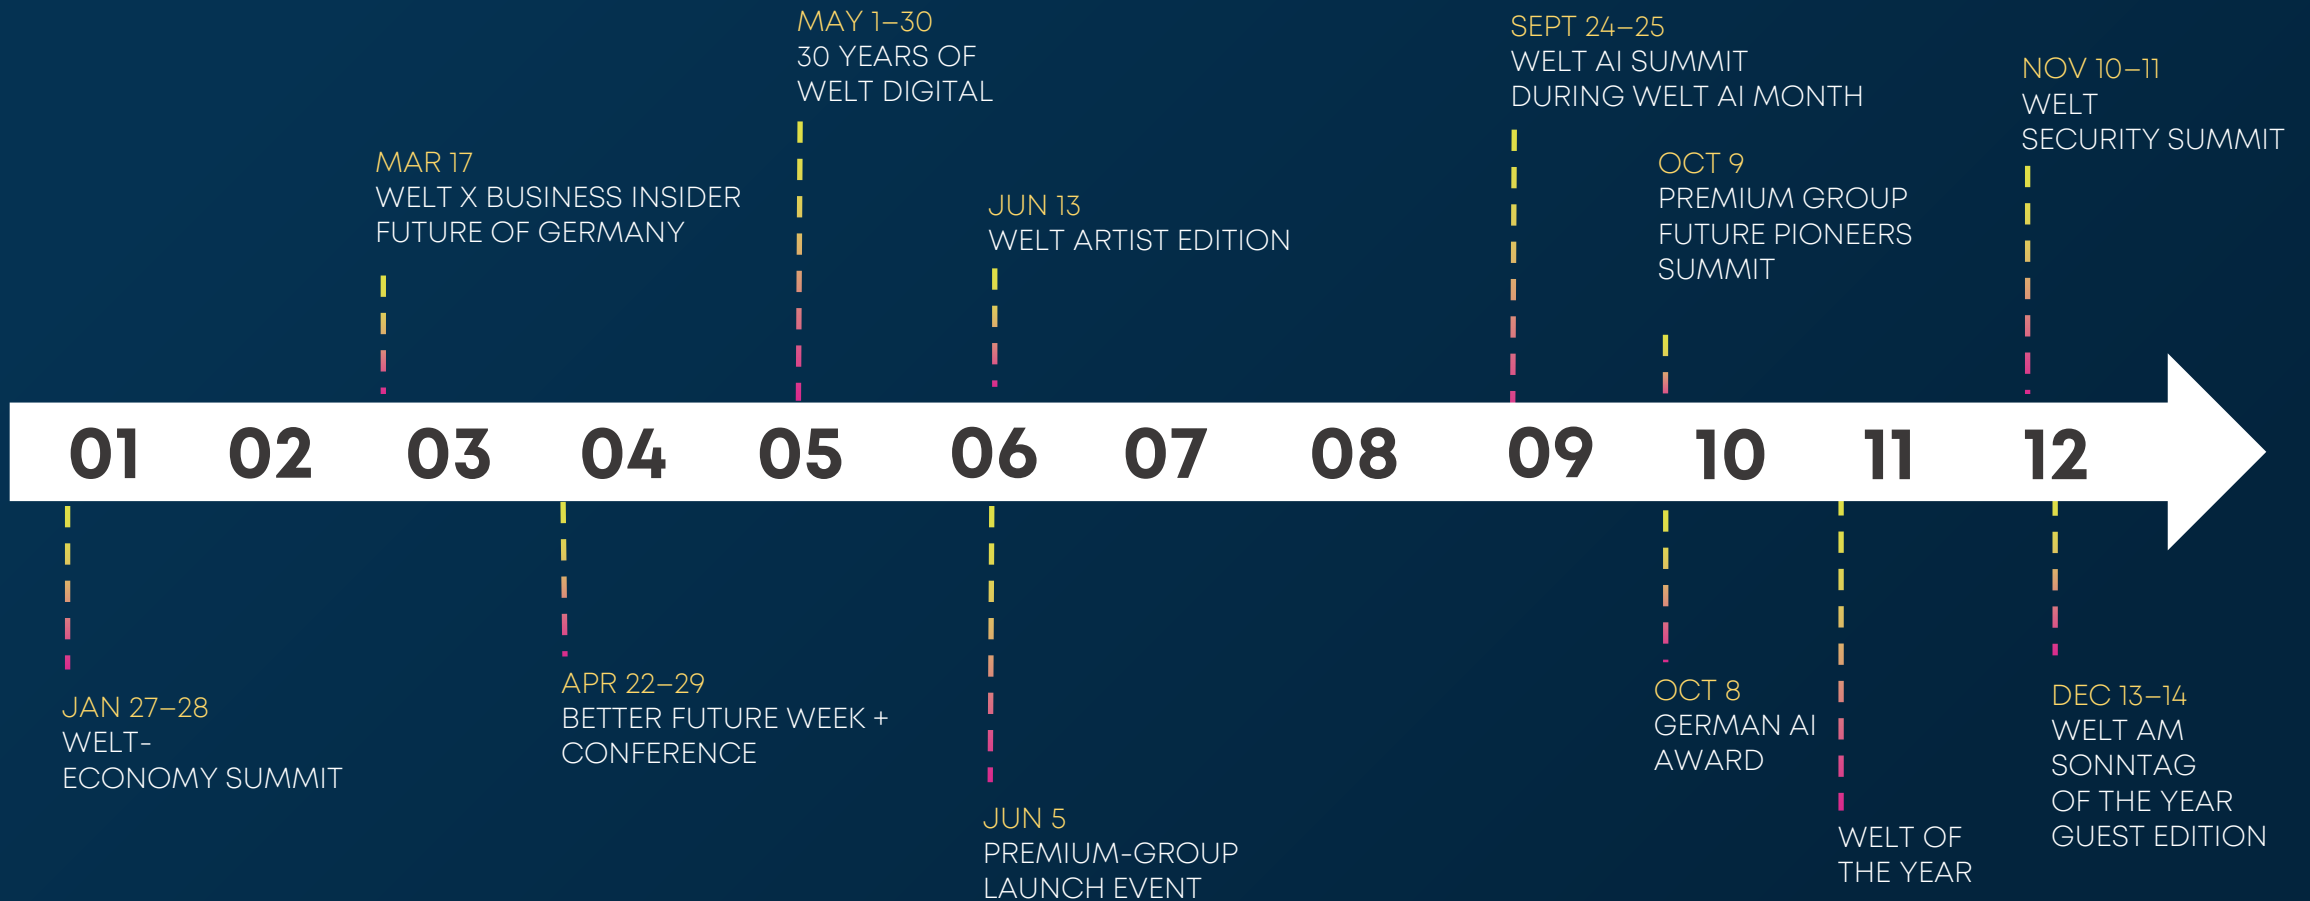 MAY 1–30
30 YEARS OF
WELT DIGITAL
SEPT 24–25
WELT AI SUMMIT
DURING WELT AI MONTH
NOV 10–11
WELT
SECURITY SUMMIT
MAR 17
WELT X BUSINESS INSIDER
FUTURE OF GERMANY
JUN 13
WELT ARTIST EDITION
OCT 9
PREMIUM GROUP
FUTURE PIONEERS
SUMMIT
01 02 03 04 05 06 07 08 09 10 11 12
JAN 27–28
WELT-
ECONOMY SUMMIT
APR 22–29
BETTER FUTURE WEEK +
CONFERENCE
JUN 5
PREMIUM-GROUP
LAUNCH EVENT
OCT 8
GERMAN AI
AWARD
WELT OF
THE YEAR
DEC 13–14
WELT AM
SONNTAG
OF THE YEAR
GUEST EDITION